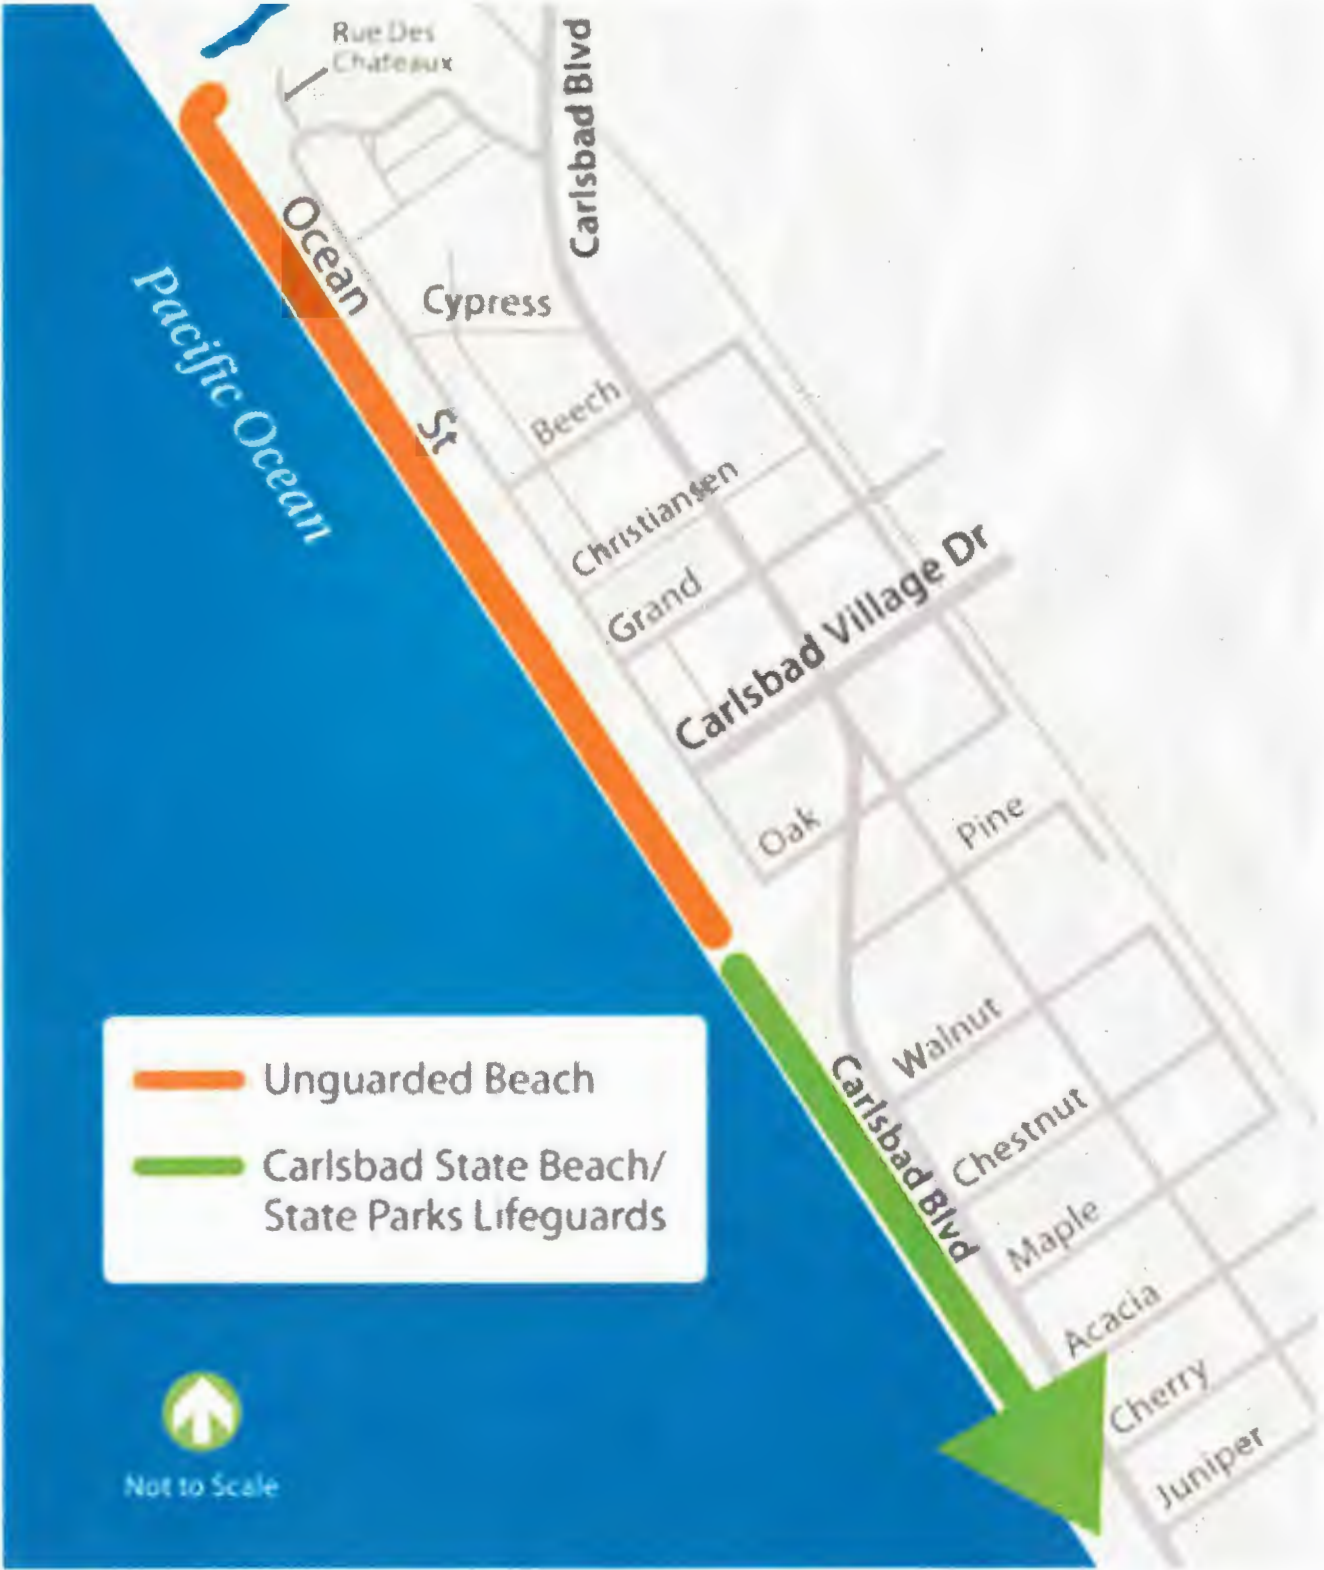 Rue Des
Chateaux
Carlsbad Blvd
Ocean
St
Pacific Ocean
Cypress
Beech
Christiansen
Grand
Carlsbad Village Dr
Oak
Pine
Walnut
Carlsbad Blvd
Chestnut
Maple
Acacia
Cherry
Juniper
Unguarded Beach
Carlsbad State Beach/
State Parks Lifeguards
Not to Scale